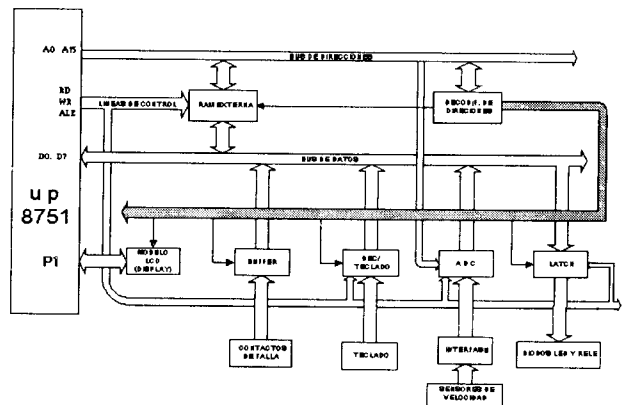 A0 A15
BUS DE DIRECCIONES
RD
WR
ALE
LINEAS DE CONTROL
RAM EXTERNA
DECODIF. DE
DIRECIONES
D0. D7
BUS DE DATOS
up
8751
P1
MODULO
LCD
(DISPLAY)
BUFFER
DEC/
TECLADO
ADC
LATCH
CONTACTOS
DE FALLA
TECLADO
INTERFASE
DIODOS LED Y RELE
SENSORES DE
VELOCIDAD